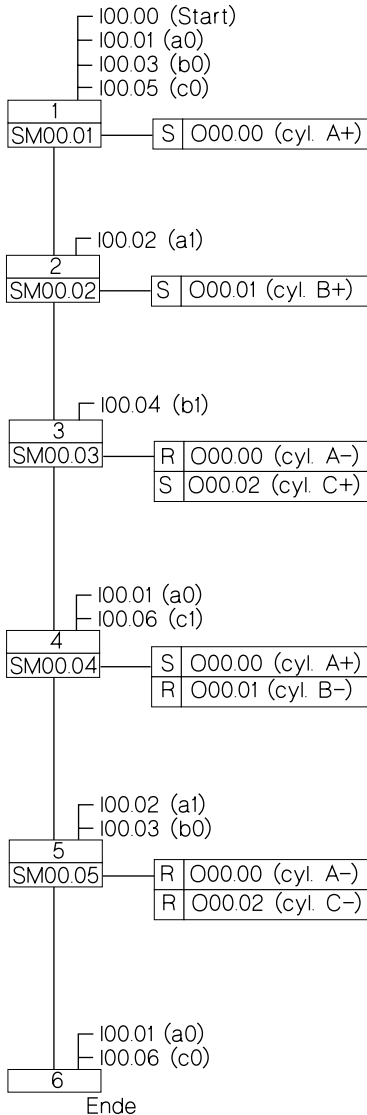 I00.00 (Start)
I00.01 (a0)
I00.03 (b0)
I00.05 (c0)
1
SM00.01
S O00.00 (cyl. A+)
I00.02 (a1)
2
SM00.02
S O00.01 (cyl. B+)
I00.04 (b1)
3
SM00.03
R O00.00 (cyl. A-)
S O00.02 (cyl. C+)
I00.01 (a0)
I00.06 (c1)
4
SM00.04
S O00.00 (cyl. A+)
R O00.01 (cyl. B-)
I00.02 (a1)
I00.03 (b0)
5
SM00.05
R O00.00 (cyl. A-)
R O00.02 (cyl. C-)
I00.01 (a0)
I00.06 (c0)
6
Ende